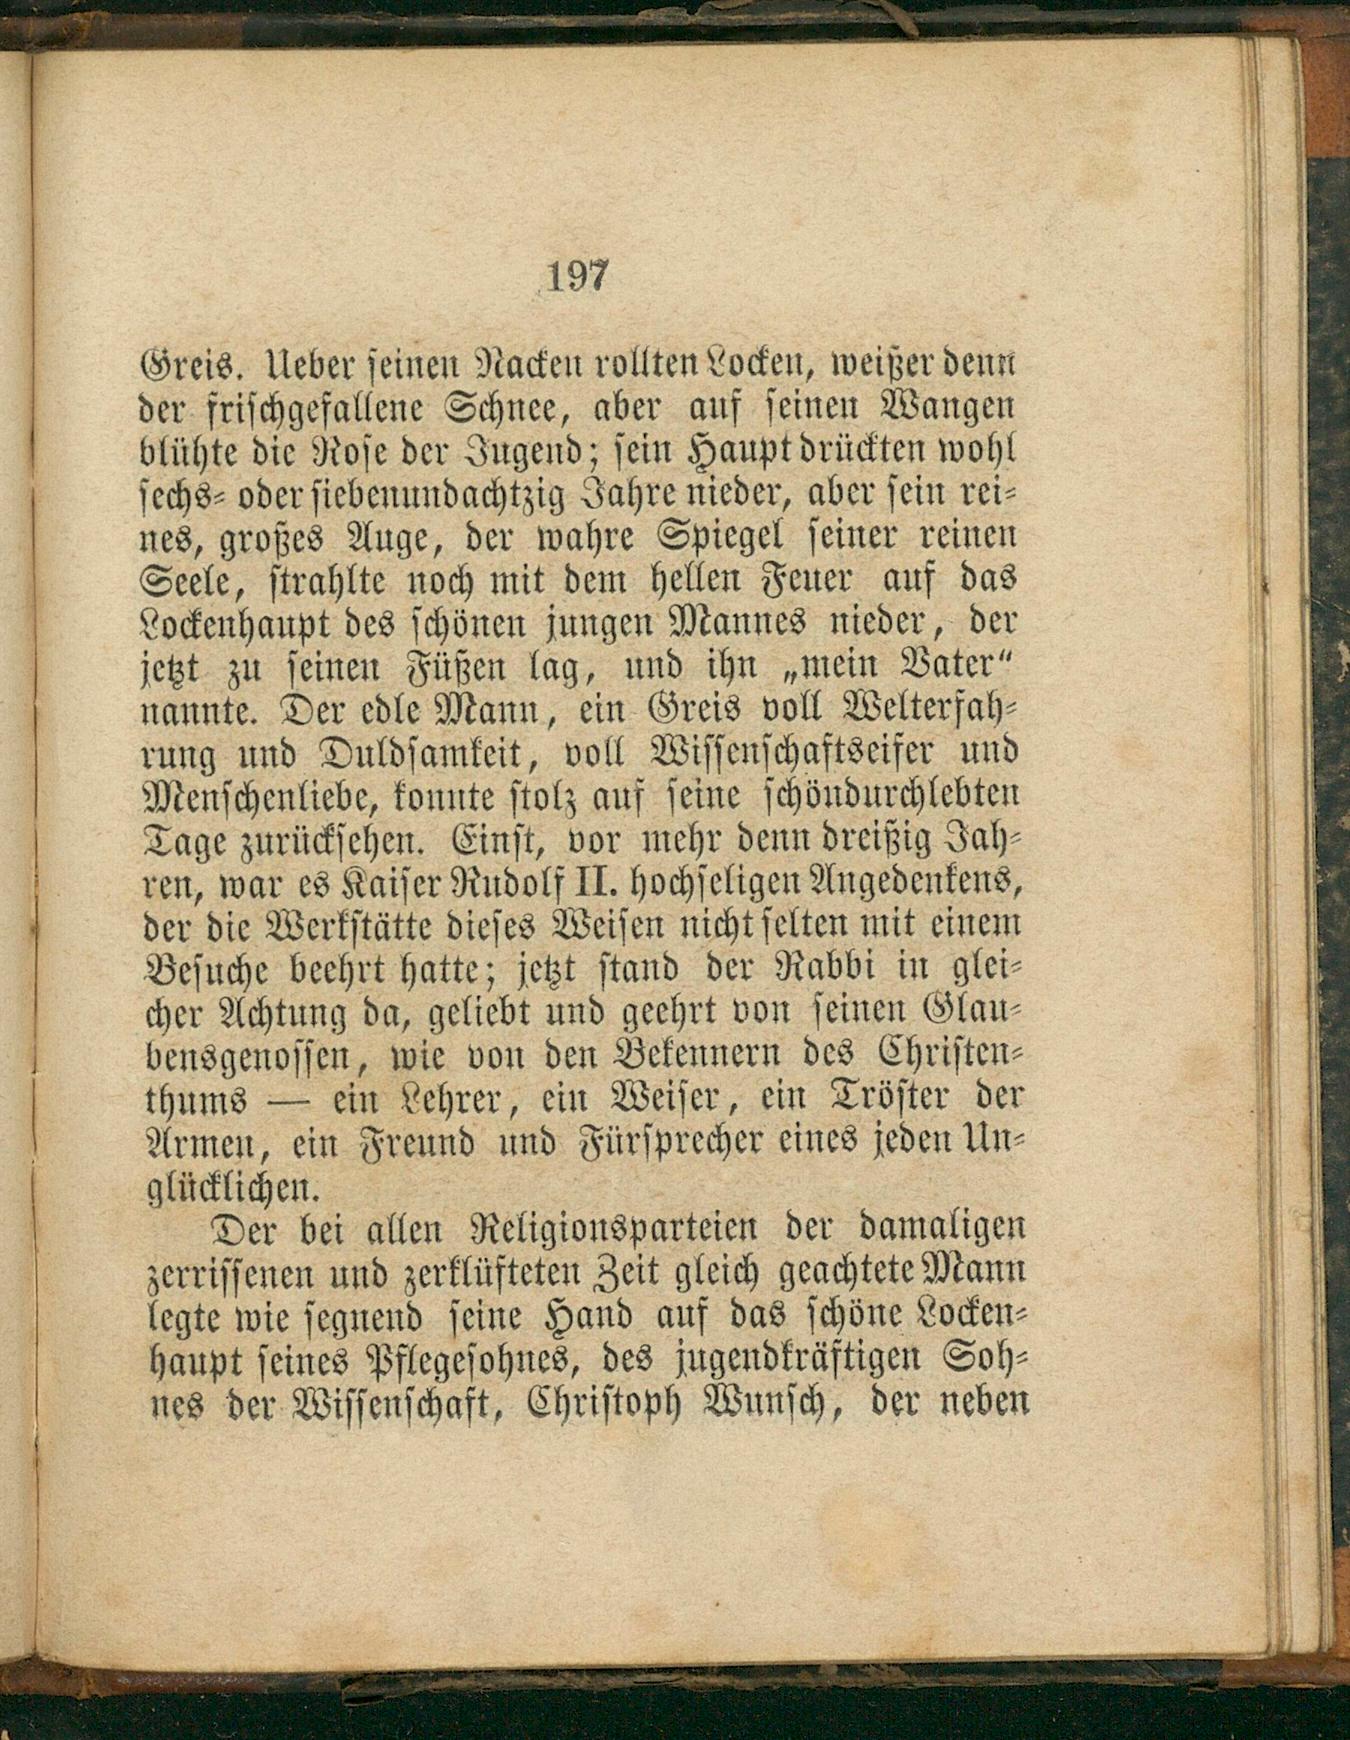 197
Greis. Ueber seinen Nacken rollten Locken, weißer denn
der frischgefallene Schnee, aber auf seinen Wangen
blühte die Rose der Jugend; sein Haupt drückten wohl
sechs- oder siebenundachtzig Jahre nieder, aber sein rei-
nes, großes Auge, der wahre Spiegel seiner reinen
Seele, strahlte noch mit dem hellen Feuer auf das
Lockenhaupt des schönen jungen Mannes nieder, der
jetzt zu seinen Füßen lag, und ihn „mein Vater“
nannte. Der edle Mann, ein Greis voll Welterfah-
rung und Duldsamkeit, voll Wissenschaftseifer und
Menschenliebe, konnte stolz auf seine schöndurchlebten
Tage zurücksehen. Einst, vor mehr denn dreißig Jah-
ren, war es Kaiser Rudolf II. hochseligen Angedenkens,
der die Werkstätte dieses Weisen nicht selten mit einem
Besuche beehrt hatte; jetzt stand der Rabbi in glei-
cher Achtung da, geliebt und geehrt von seinen Glau-
bensgenossen, wie von den Bekennern des Christen-
thums — ein Lehrer, ein Weiser, ein Tröster der
Armen, ein Freund und Fürsprecher eines jeden Un-
glücklichen.
Der bei allen Religionsparteien der damaligen
zerrissenen und zerklüfteten Zeit gleich geachtete Mann
legte wie segnend seine Hand auf das schöne Locken-
haupt seines Pflegesohnes, des jugendkräftigen Soh-
nes der Wissenschaft, Christoph Wunsch, der neben